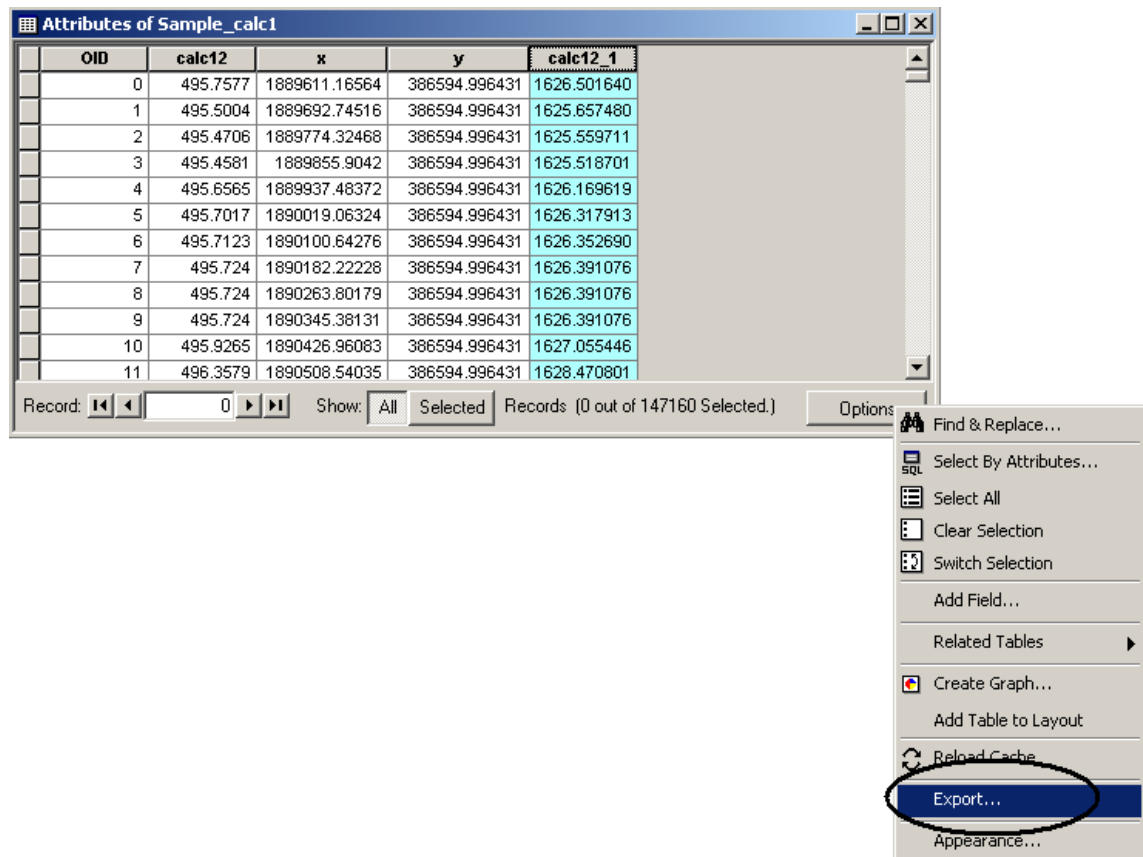 Attributes of Sample_calc1
OID calc12 x y calc12_1
0 495.7577 1889611.16564 386594.996431 1626.501640
1 495.5004 1889692.74516 386594.996431 1625.657480
2 495.4706 1889774.32468 386594.996431 1625.559711
3 495.4581 1889855.9042 386594.996431 1625.518701
4 495.6565 1889937.48372 386594.996431 1626.169619
5 495.7017 1890019.06324 386594.996431 1626.317913
6 495.7123 1890100.64276 386594.996431 1626.352690
7 495.724 1890182.22228 386594.996431 1626.391076
8 495.724 1890263.80179 386594.996431 1626.391076
9 495.724 1890345.38131 386594.996431 1626.391076
10 495.9265 1890426.96083 386594.996431 1627.055446
11 496.3579 1890508.54035 386594.996431 1628.470801
Record: 0 Show: All Selected Records (0 out of 147160 Selected.) Options
Find & Replace...
SQL Select By Attributes...
Select All
Clear Selection
Switch Selection
Add Field...
Related Tables
Create Graph...
Add Table to Layout
Reload Cache
Export...
Appearance...